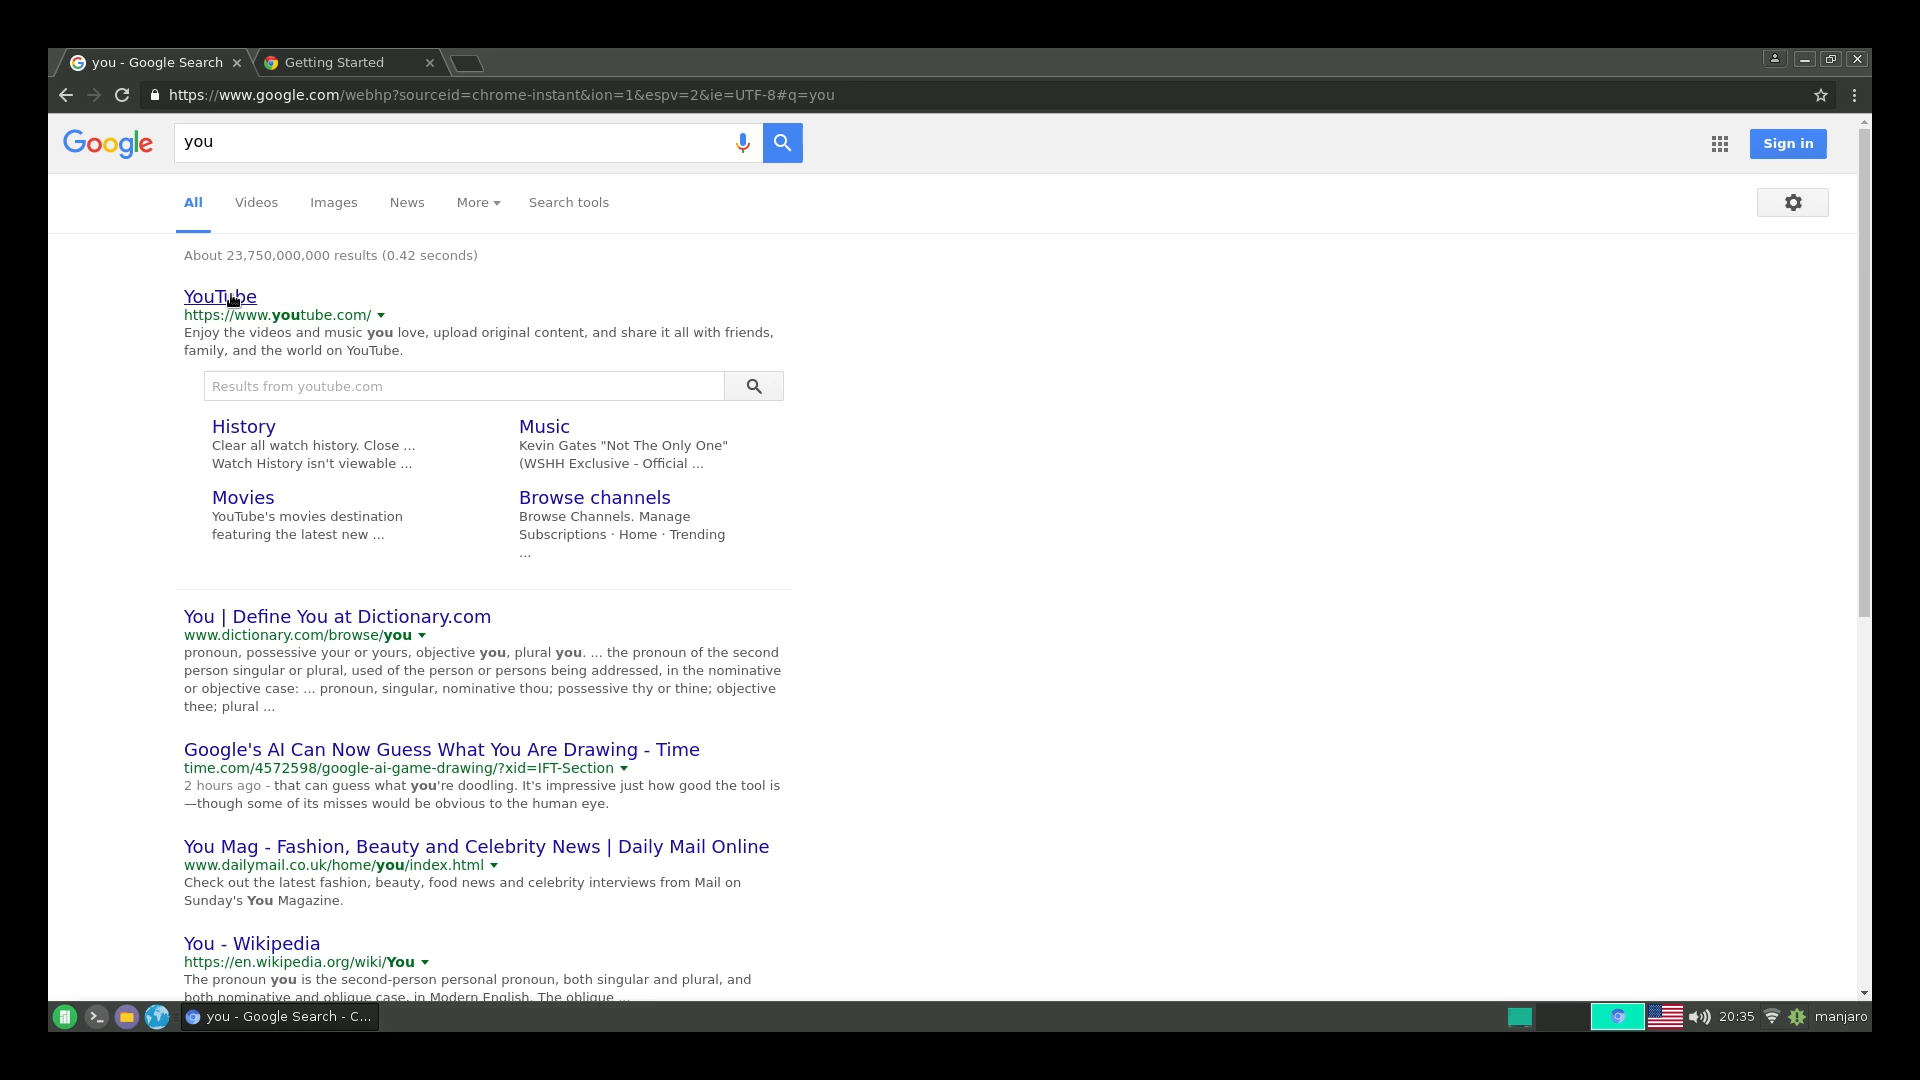 you - Google Search
Getting Started
https://www.google.com/webhp?sourceid=chrome-instant&ion=1&espv=2&ie=UTF-8#q=you
Google
you
Sign in
All Videos Images News More Search tools
About 23,750,000,000 results (0.42 seconds)
YouTube
https://www.youtube.com/
Enjoy the videos and music you love, upload original content, and share it all with friends,
family, and the world on YouTube.
Results from youtube.com
History
Clear all watch history. Close ...
Watch History isn't viewable ...
Music
Kevin Gates "Not The Only One"
(WSHH Exclusive - Official ...
Movies
YouTube's movies destination
featuring the latest new ...
Browse channels
Browse Channels. Manage
Subscriptions · Home · Trending
...
You | Define You at Dictionary.com
www.dictionary.com/browse/you
pronoun, possessive your or yours, objective you, plural you. ... the pronoun of the second
person singular or plural, used of the person or persons being addressed, in the nominative
or objective case: ... pronoun, singular, nominative thou; possessive thy or thine; objective
thee; plural ...
Google's AI Can Now Guess What You Are Drawing - Time
time.com/4572598/google-ai-game-drawing/?xid=IFT-Section
2 hours ago - that can guess what you're doodling. It's impressive just how good the tool is
—though some of its misses would be obvious to the human eye.
You Mag - Fashion, Beauty and Celebrity News | Daily Mail Online
www.dailymail.co.uk/home/you/index.html
Check out the latest fashion, beauty, food news and celebrity interviews from Mail on
Sunday's You Magazine.
You - Wikipedia
https://en.wikipedia.org/wiki/You
The pronoun you is the second-person personal pronoun, both singular and plural, and
both nominative and oblique case, in Modern English. The oblique ...
you - Google Search - C...
20:35
manjaro